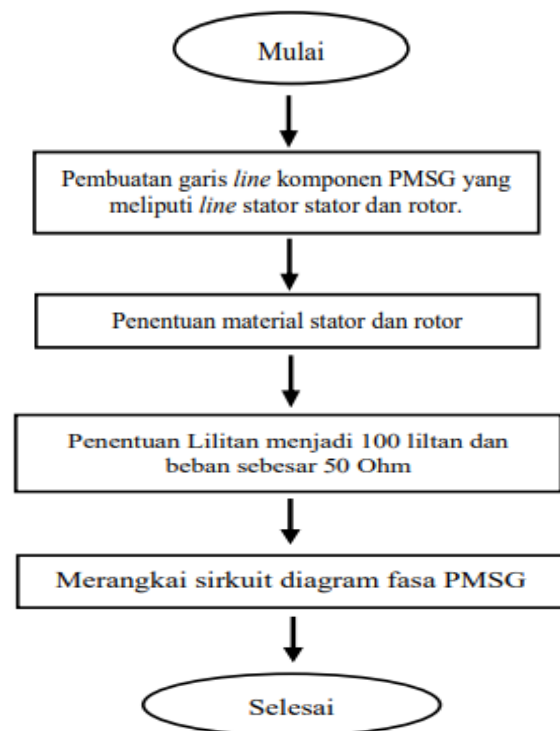 Mulai
Pembuatan garis line komponen PMSG yang
meliputi line stator stator dan rotor.
Penentuan material stator dan rotor
Penentuan Lilitan menjadi 100 liltan dan
beban sebesar 50 Ohm
Merangkai sirkuit diagram fasa PMSG
Selesai